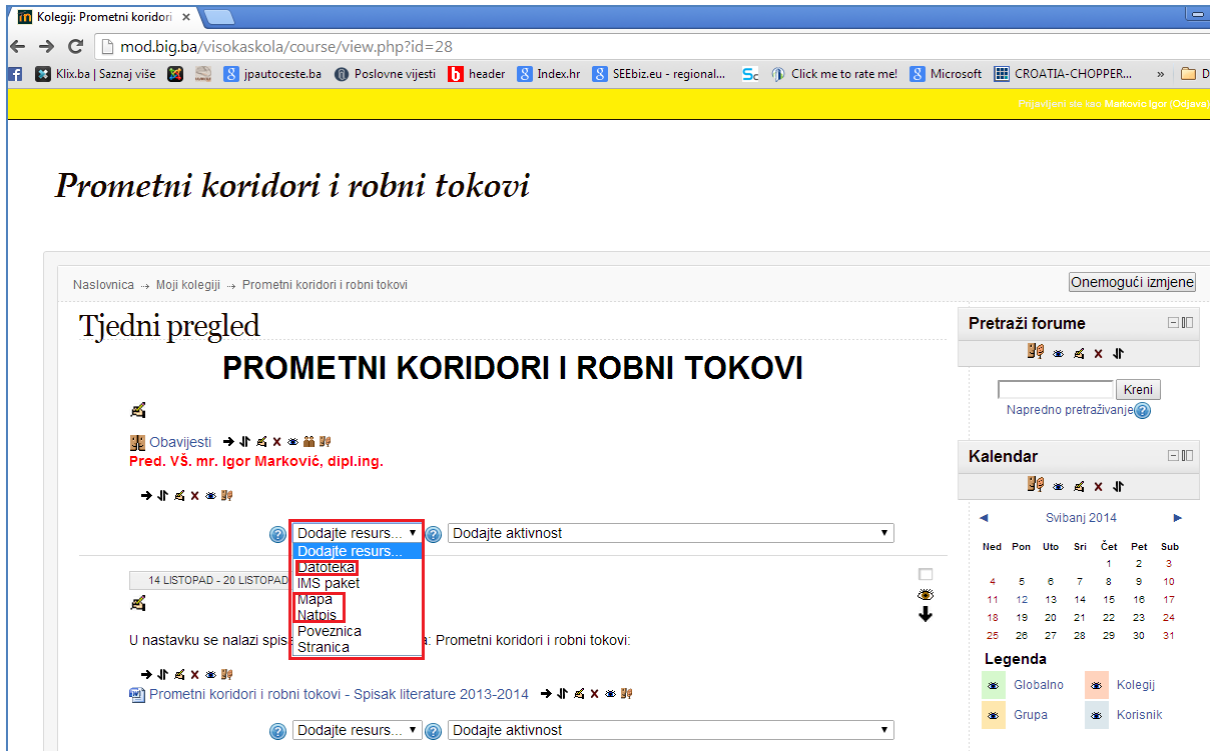 Kolegij: Prometni koridori
mod.big.ba/visokaskola/course/view.php?id=28
Klix.ba | Saznaj više jpautoceste.ba Poslovne vijesti header Index.hr SEEbiz.eu - regional... Click me to rate me! Microsoft CROATIA-CHOPPER... » D
Prijavljeni ste kao Markovic Igor (Odjava)
Prometni koridori i robni tokovi
Naslovnica → Moji kolegiji → Prometni koridori i robni tokovi
Onemogući izmjene
Tjedni pregled
PROMETNI KORIDORI I ROBNI TOKOVI
Obavijesti
Pred. VŠ. mr. Igor Marković, dipl.ing.
Dodajte resurs... Dodajte aktivnost
Dodajte resurs...
Datoteka
IMS paket
Mapa
Natpis
Poveznica
Stranica
14 LISTOPAD - 20 LISTOPAD
U nastavku se nalazi spis a: Prometni koridori i robni tokovi:
Prometni koridori i robni tokovi - Spisak literature 2013-2014
Dodajte resurs... Dodajte aktivnost
Pretraži forume
Kreni
Napredno pretraživanje
Kalendar
Svibanj 2014
Ned Pon Uto Sri Čet Pet Sub
1 2 3
4 5 6 7 8 9 10
11 12 13 14 15 16 17
18 19 20 21 22 23 24
25 26 27 28 29 30 31
Legenda
Globalno Kolegij
Grupa Korisnik